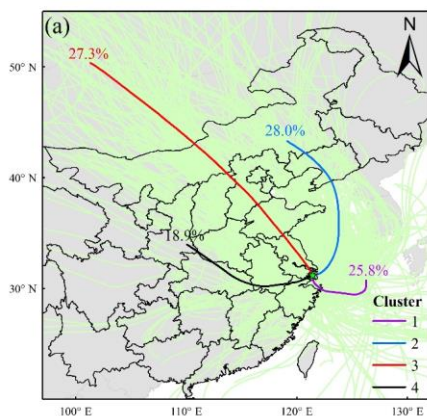 (a)
N
50° N
27.3%
28.0%
40° N
18.9%
25.8%
30° N
Cluster
1
2
3
4
100° E
110° E
120° E
130° E